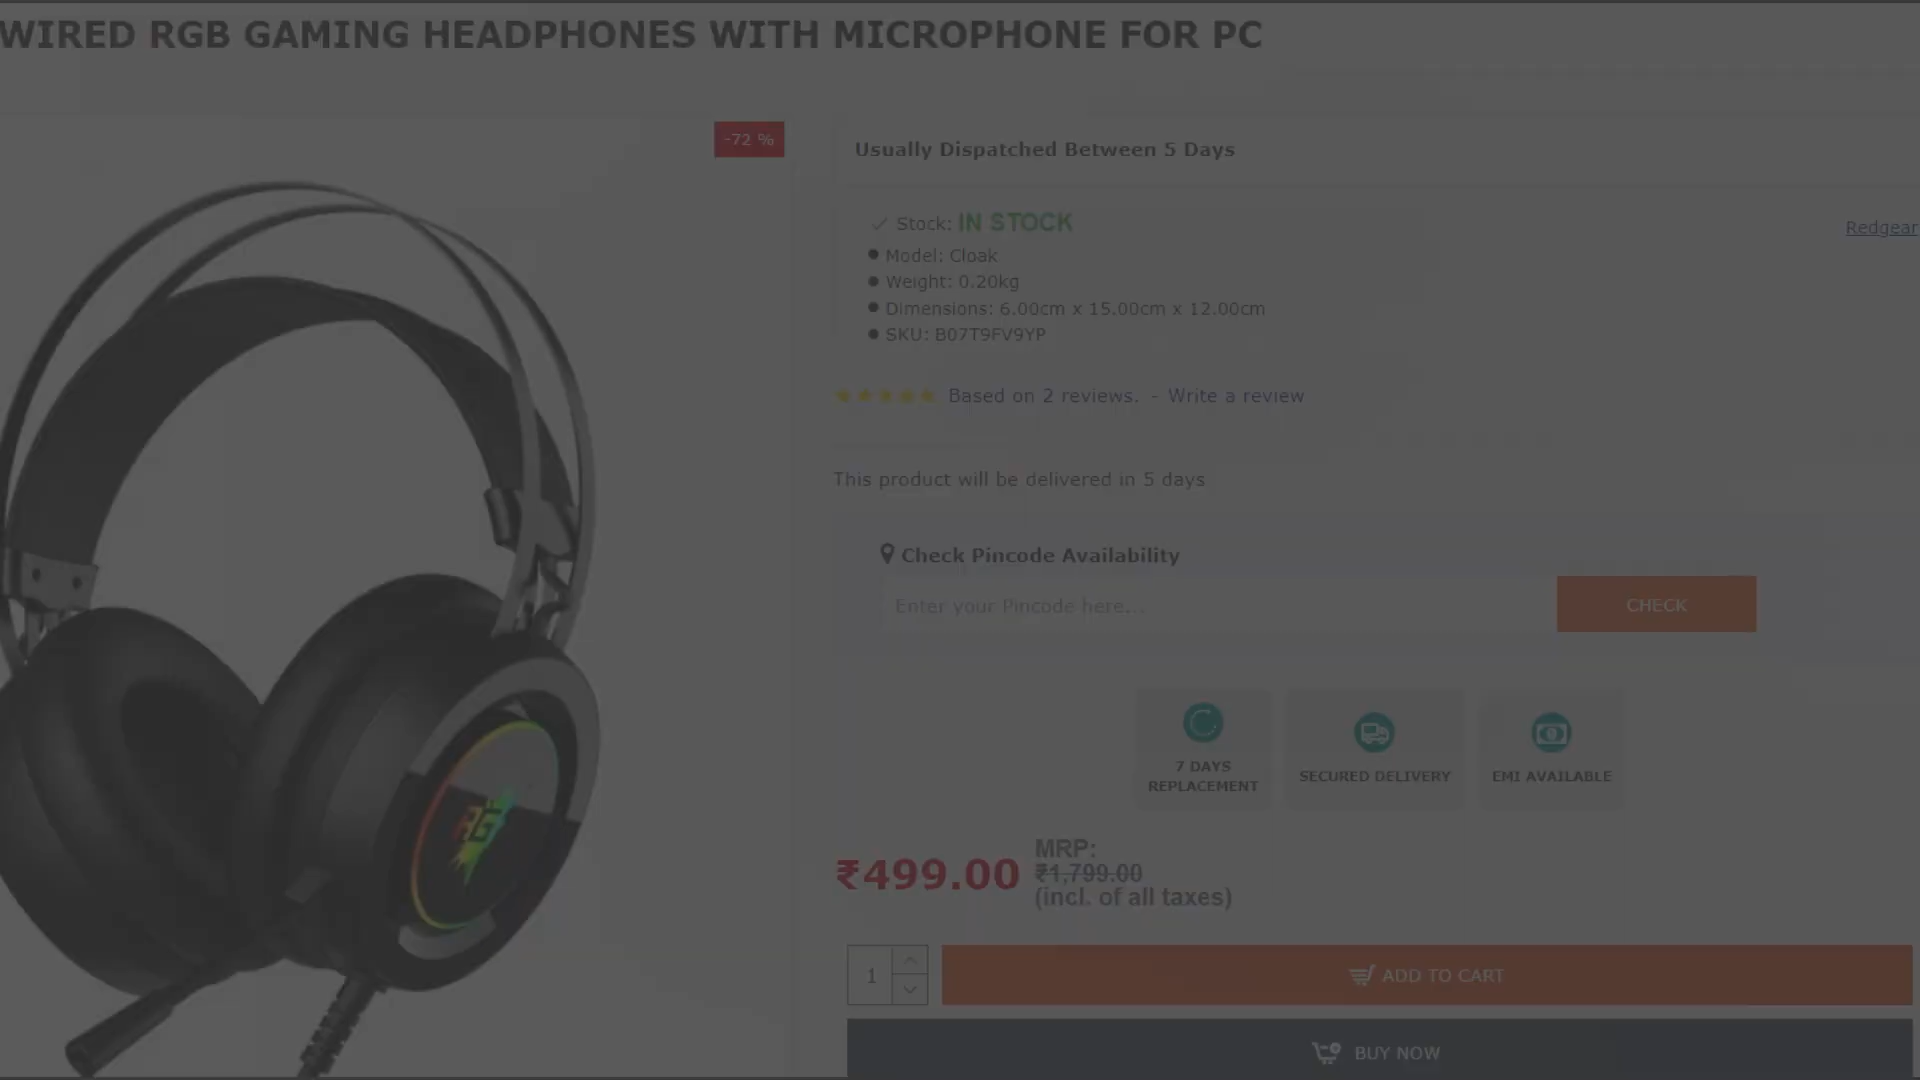 WIRED RGB GAMING HEADPHONES WITH MICROPHONE FOR PC
-72 %
Usually Dispatched Between 5 Days
Stock: IN STOCK
Redgear
Model: Cloak
Weight: 0.20kg
Dimensions: 6.00cm x 15.00cm x 12.00cm
SKU: B07T9FV9YP
Based on 2 reviews. - Write a review
This product will be delivered in 5 days
Check Pincode Availability
Enter your Pincode here...
CHECK
7 DAYS
REPLACEMENT
SECURED DELIVERY
EMI AVAILABLE
₹499.00
MRP:
₹1,799.00
(incl. of all taxes)
1
ADD TO CART
BUY NOW